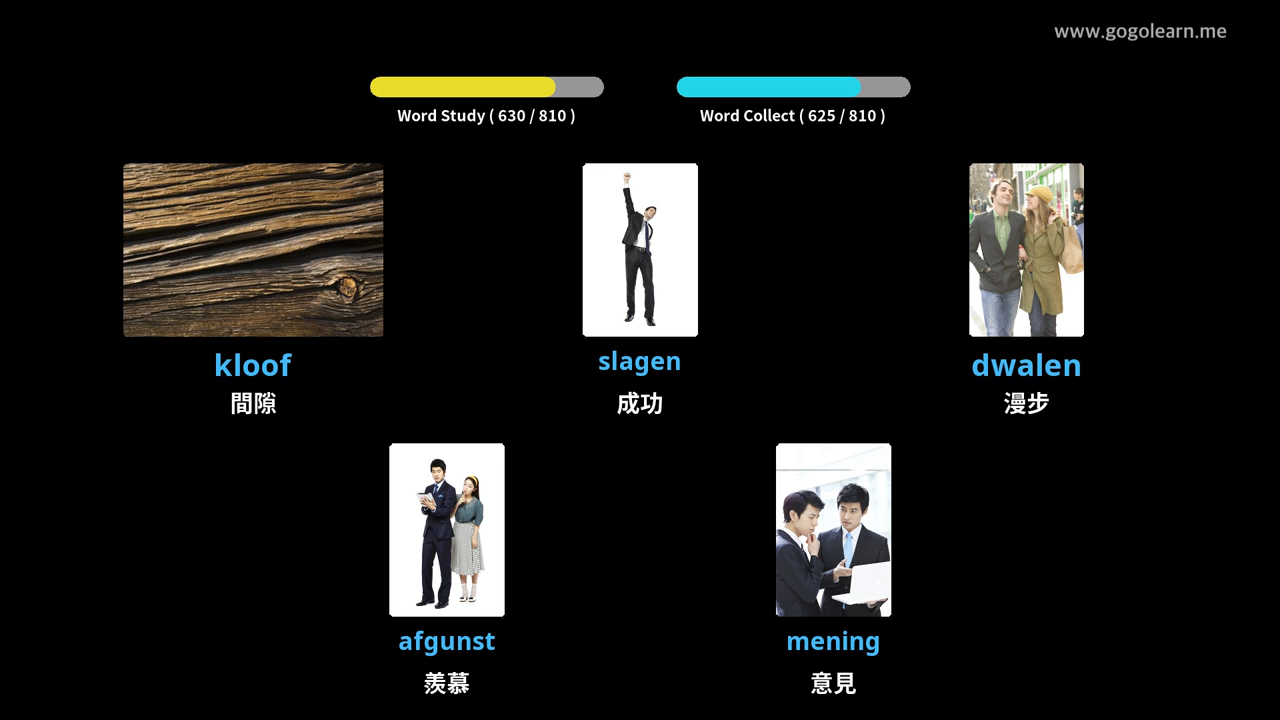 www.gogolearn.me
Word Study ( 630 / 810 )
Word Collect ( 625 / 810 )
kloof
間隙
slagen
成功
dwalen
漫步
afgunst
羨慕
mening
意見